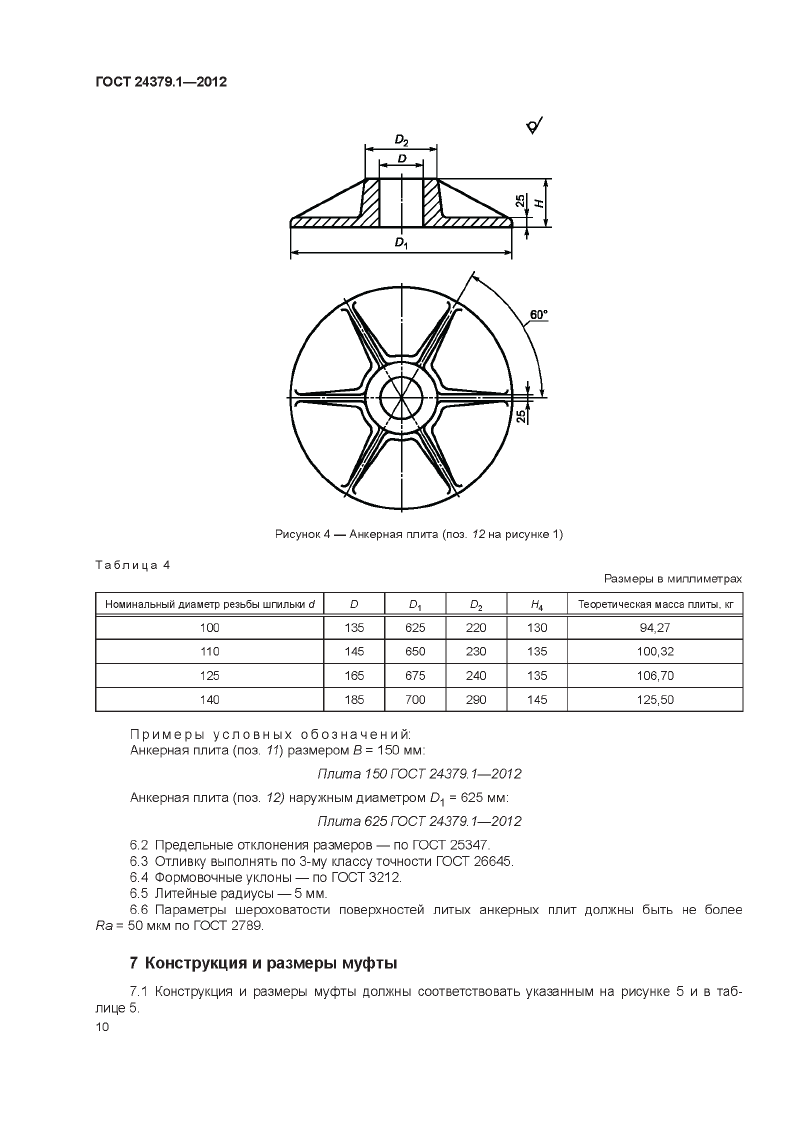 ГОСТ 24379.1—2012
D2
D
25
H
D1
60°
25
Рисунок 4 — Анкерная плита (поз. 12 на рисунке 1)
Таблица 4
Размеры в миллиметрах
Номинальный диаметр резьбы шпильки d D D1 D2 H4 Теоретическая масса плиты, кг
100 135 625 220 130 94,27
110 145 650 230 135 100,32
125 165 675 240 135 106,70
140 185 700 290 145 125,50
Примеры условных обозначений:
Анкерная плита (поз. 11) размером B = 150 мм:
Плита 150 ГОСТ 24379.1—2012
Анкерная плита (поз. 12) наружным диаметром D1 = 625 мм:
Плита 625 ГОСТ 24379.1—2012
6.2 Предельные отклонения размеров — по ГОСТ 25347.
6.3 Отливку выполнять по 3-му классу точности ГОСТ 26645.
6.4 Формовочные уклоны — по ГОСТ 3212.
6.5 Литейные радиусы — 5 мм.
6.6 Параметры шероховатости поверхностей литых анкерных плит должны быть не более
Ra = 50 мкм по ГОСТ 2789.
7 Конструкция и размеры муфты
7.1 Конструкция и размеры муфты должны соответствовать указанным на рисунке 5 и в таб-
лице 5.
10